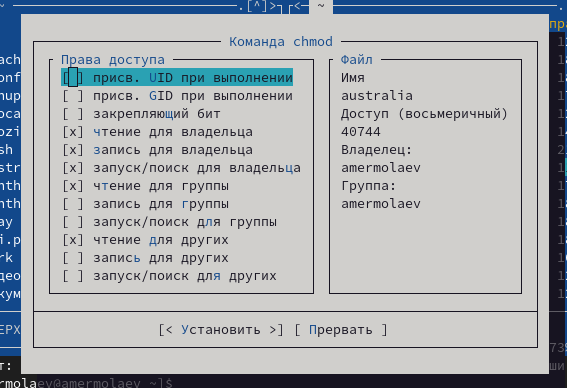 ~ .[^]>┐┌< ~
Команда chmod
Права доступа
[ ] присв. UID при выполнении
[ ] присв. GID при выполнении
[ ] закрепляющий бит
[x] чтение для владельца
[x] запись для владельца
[x] запуск/поиск для владельца
[x] чтение для группы
[ ] запись для группы
[ ] запуск/поиск для группы
[x] чтение для других
[ ] запись для других
[ ] запуск/поиск для других
Файл
Имя
australia
Доступ (восьмеричный)
40744
Владелец:
amermolaev
Группа:
amermolaev
[< Установить >] [ Прервать ]
ermolaev@amermolaev ~]$